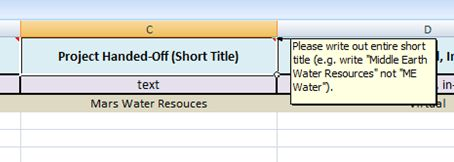 C
D
Project Handed-Off (Short Title)
Please write out entire short
title (e.g. write "Middle Earth
Water Resources" not "ME
Water").
text
in-
Mars Water Resouces
Virtual